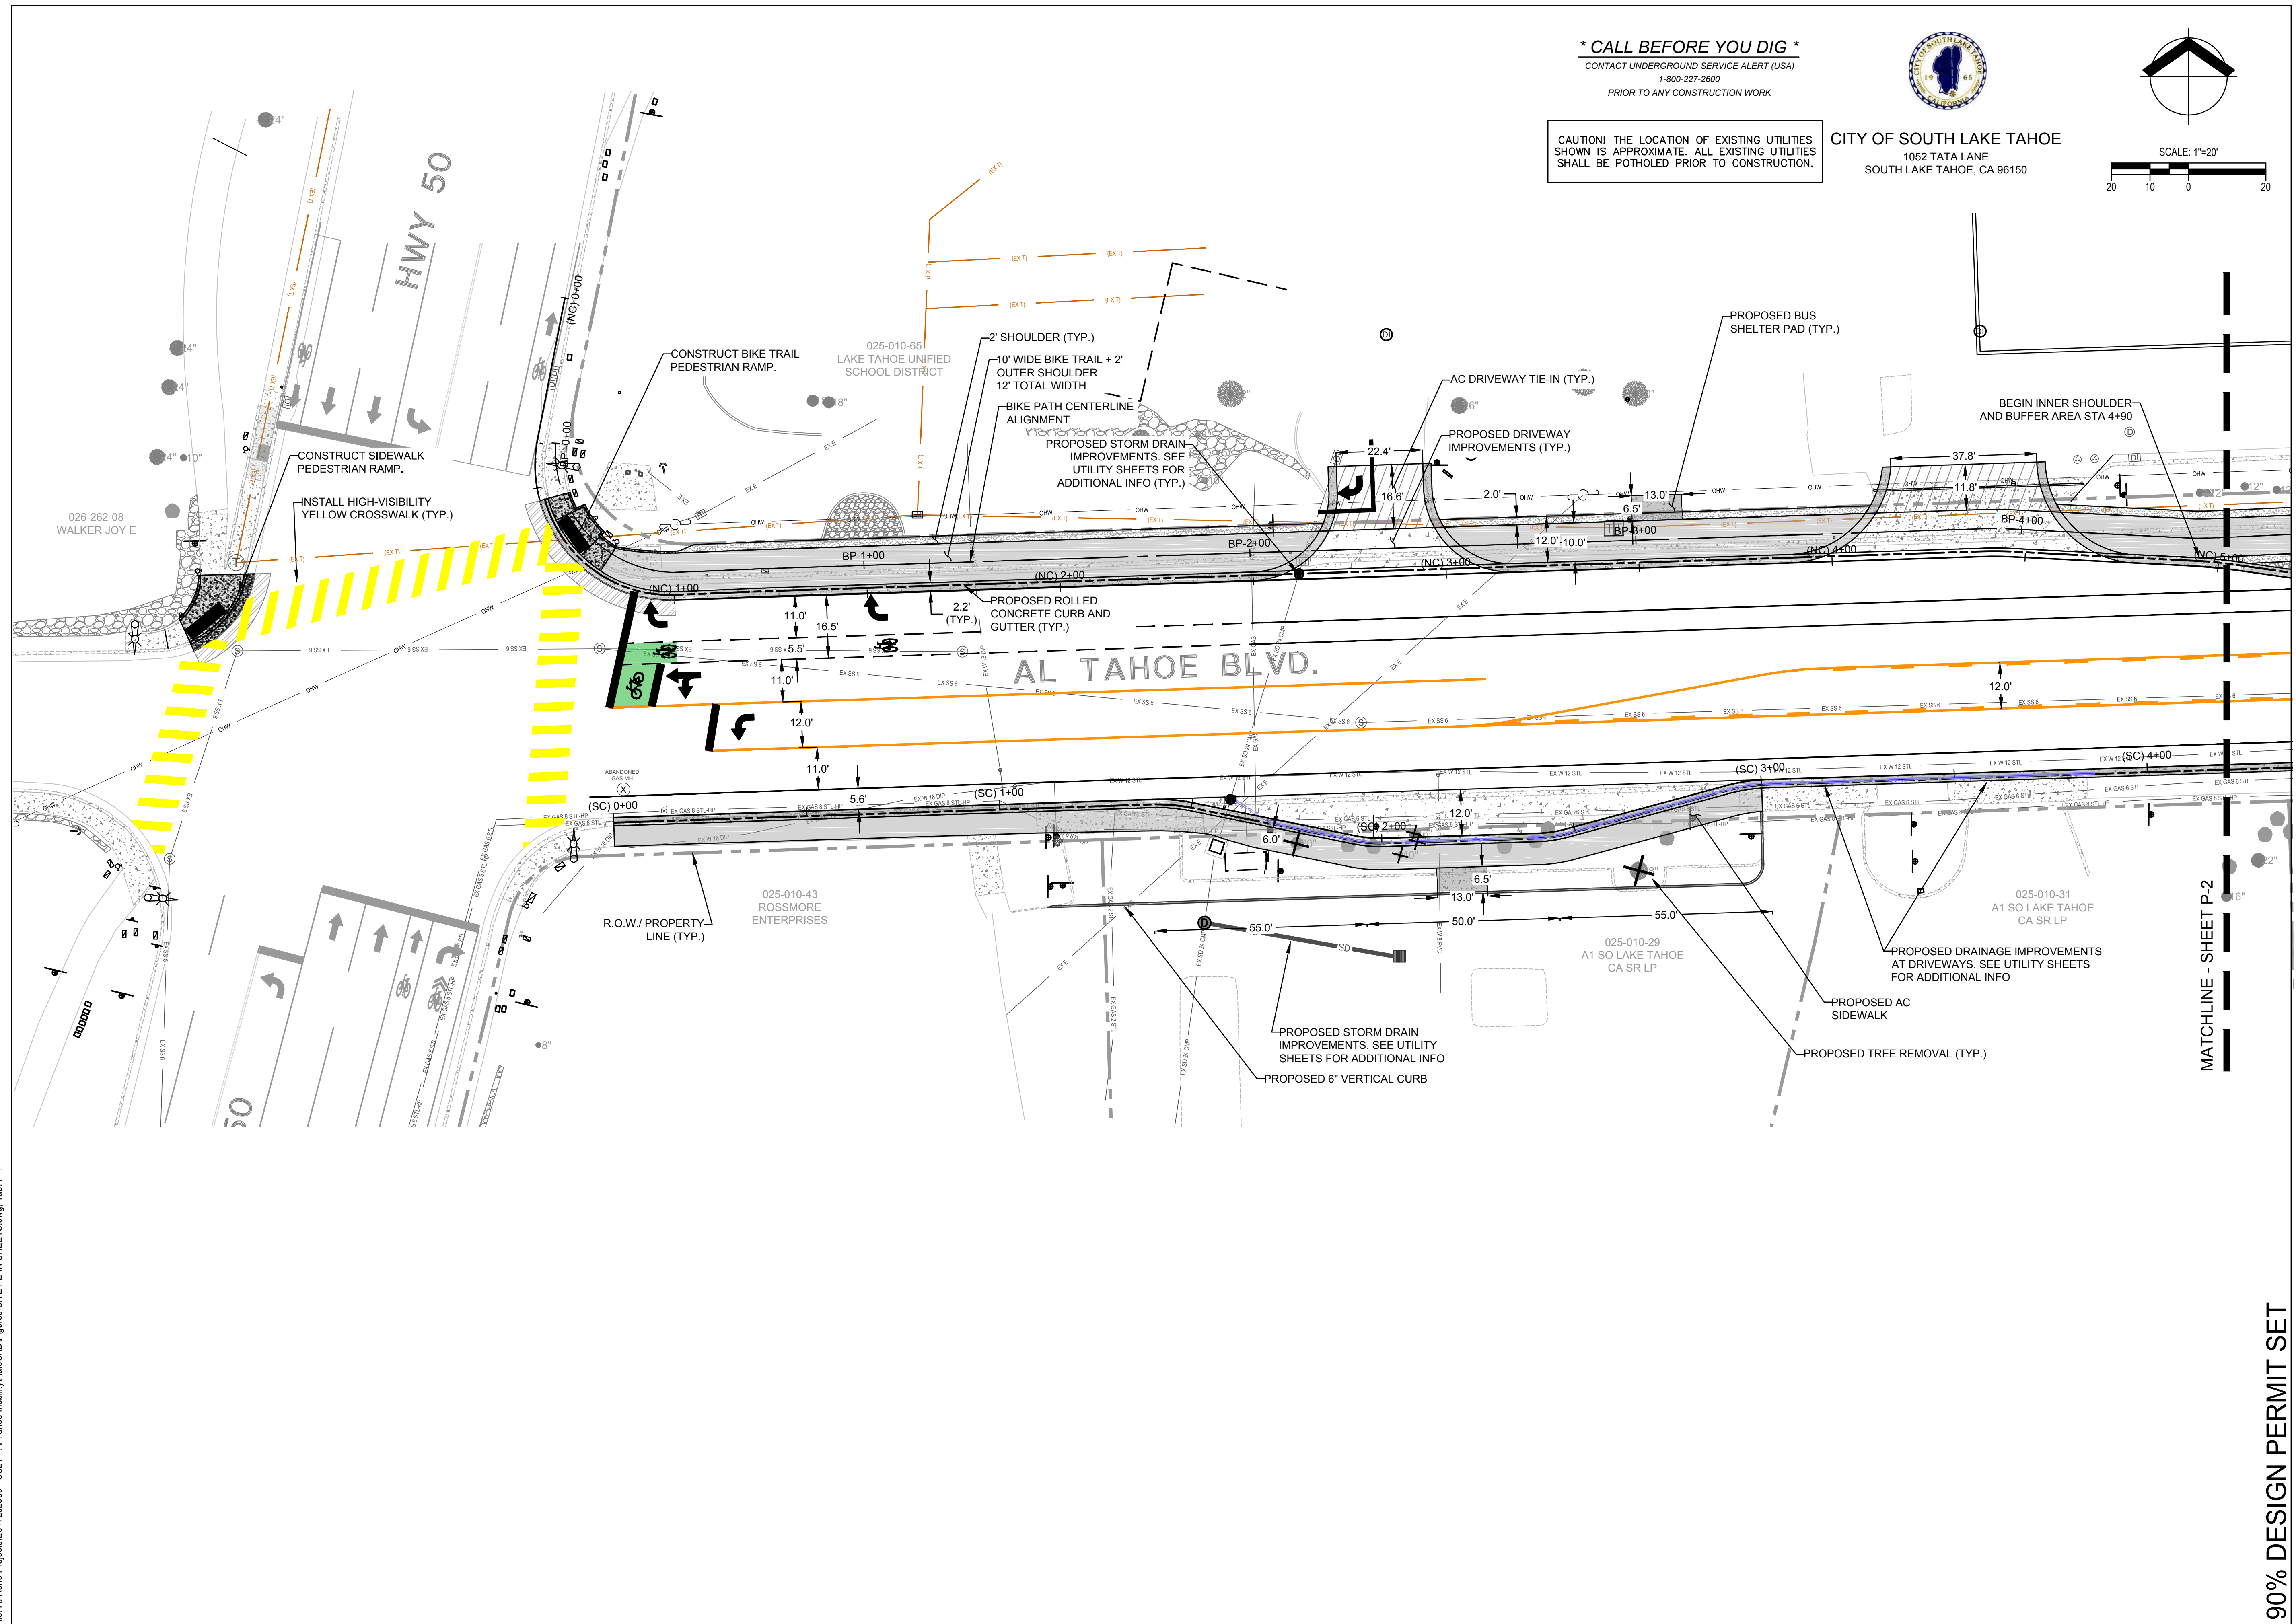 * CALL BEFORE YOU DIG *
CONTACT UNDERGROUND SERVICE ALERT (USA)
1-800-227-2600
PRIOR TO ANY CONSTRUCTION WORK
CAUTION! THE LOCATION OF EXISTING UTILITIES
SHOWN IS APPROXIMATE. ALL EXISTING UTILITIES
SHALL BE POTHOLED PRIOR TO CONSTRUCTION.
CITY OF SOUTH LAKE TAHOE
1965
CALIFORNIA
CITY OF SOUTH LAKE TAHOE
1052 TATA LANE
SOUTH LAKE TAHOE, CA 96150
SCALE: 1"=20'
20 10 0 20
HWY 50
(NC) 0+00
CONSTRUCT BIKE TRAIL
PEDESTRIAN RAMP.
025-010-65
LAKE TAHOE UNIFIED
SCHOOL DISTRICT
2' SHOULDER (TYP.)
10' WIDE BIKE TRAIL + 2'
OUTER SHOULDER
12' TOTAL WIDTH
BIKE PATH CENTERLINE
ALIGNMENT
PROPOSED STORM DRAIN
IMPROVEMENTS. SEE
UTILITY SHEETS FOR
ADDITIONAL INFO (TYP.)
PROPOSED BUS
SHELTER PAD (TYP.)
AC DRIVEWAY TIE-IN (TYP.)
PROPOSED DRIVEWAY
IMPROVEMENTS (TYP.)
BEGIN INNER SHOULDER
AND BUFFER AREA STA 4+90
CONSTRUCT SIDEWALK
PEDESTRIAN RAMP.
INSTALL HIGH-VISIBILITY
YELLOW CROSSWALK (TYP.)
026-262-08
WALKER JOY E
22.4'
16.6'
2.0'
13.0'
6.5'
12.0'
10.0'
37.8'
11.8'
BP-1+00
BP-2+00
BP-3+00
BP-4+00
(NC) 1+00
(NC) 2+00
(NC) 3+00
(NC) 4+00
(NC) 5+00
2.2'
(TYP.)
PROPOSED ROLLED
CONCRETE CURB AND
GUTTER (TYP.)
11.0'
16.5'
5.5'
11.0'
12.0'
11.0'
AL TAHOE BLVD.
12.0'
ABANDONED
GAS MH
5.6'
(SC) 0+00
(SC) 1+00
(SC) 2+00
(SC) 3+00
(SC) 4+00
12.0'
6.0'
6.5'
13.0'
55.0'
50.0'
55.0'
SD
R.O.W./ PROPERTY
LINE (TYP.)
025-010-43
ROSSMORE
ENTERPRISES
025-010-29
A1 SO LAKE TAHOE
CA SR LP
025-010-31
A1 SO LAKE TAHOE
CA SR LP
PROPOSED DRAINAGE IMPROVEMENTS
AT DRIVEWAYS. SEE UTILITY SHEETS
FOR ADDITIONAL INFO
PROPOSED AC
SIDEWALK
PROPOSED TREE REMOVAL (TYP.)
PROPOSED STORM DRAIN
IMPROVEMENTS. SEE UTILITY
SHEETS FOR ADDITIONAL INFO
PROPOSED 6" VERTICAL CURB
MATCHLINE - SHEET P-2
50
8"
90% DESIGN PERMIT SET